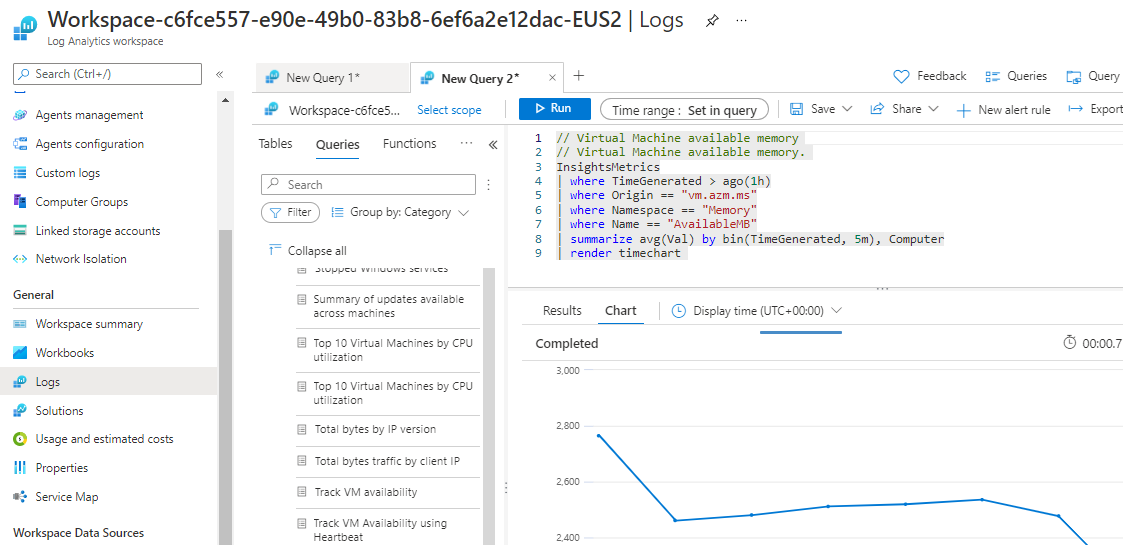 Workspace-c6fce557-e90e-49b0-83b8-6ef6a2e12dac-EUS2 | Logs
Log Analytics workspace
Search (Ctrl+/)
Agents management
Agents configuration
Custom logs
Computer Groups
Linked storage accounts
Network Isolation
General
Workspace summary
Workbooks
Logs
Solutions
Usage and estimated costs
Properties
Service Map
Workspace Data Sources
New Query 1*
New Query 2*
Feedback
Queries
Query
Workspace-c6fce5...
Select scope
Run
Time range : Set in query
Save
Share
New alert rule
Export
Tables
Queries
Functions
Search
Filter
Group by: Category
Collapse all
Stopped Windows services
Summary of updates available
across machines
Top 10 Virtual Machines by CPU
utilization
Top 10 Virtual Machines by CPU
utilization
Total bytes by IP version
Total bytes traffic by client IP
Track VM availability
Track VM Availability using
Heartbeat
1 // Virtual Machine available memory
2 // Virtual Machine available memory.
3 InsightsMetrics
4 | where TimeGenerated > ago(1h)
5 | where Origin == "vm.azm.ms"
6 | where Namespace == "Memory"
7 | where Name == "AvailableMB"
8 | summarize avg(Val) by bin(TimeGenerated, 5m), Computer
9 | render timechart
Results
Chart
Display time (UTC+00:00)
Completed
00:00.7
3,000
2,800
2,600
2,400